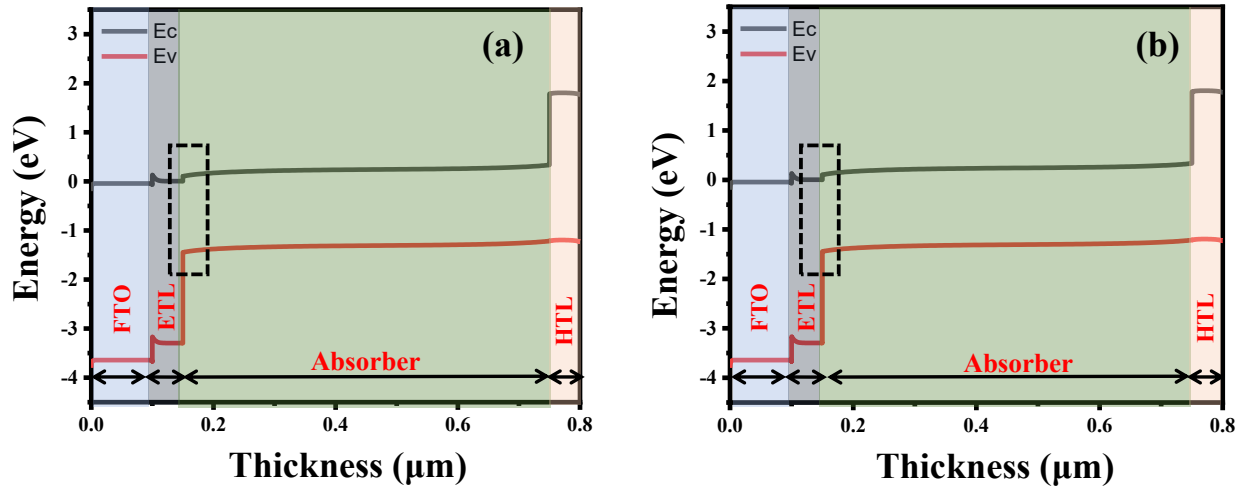 (a)
Ec
Ev
3
2
1
0
-1
-2
-3
-4
Energy (eV)
FTO
ETL
Absorber
HTL
0.0
0.2
0.4
0.6
0.8
Thickness (μm)
(b)
Ec
Ev
3
2
1
0
-1
-2
-3
-4
Energy (eV)
FTO
ETL
Absorber
HTL
0.0
0.2
0.4
0.6
0.8
Thickness (μm)